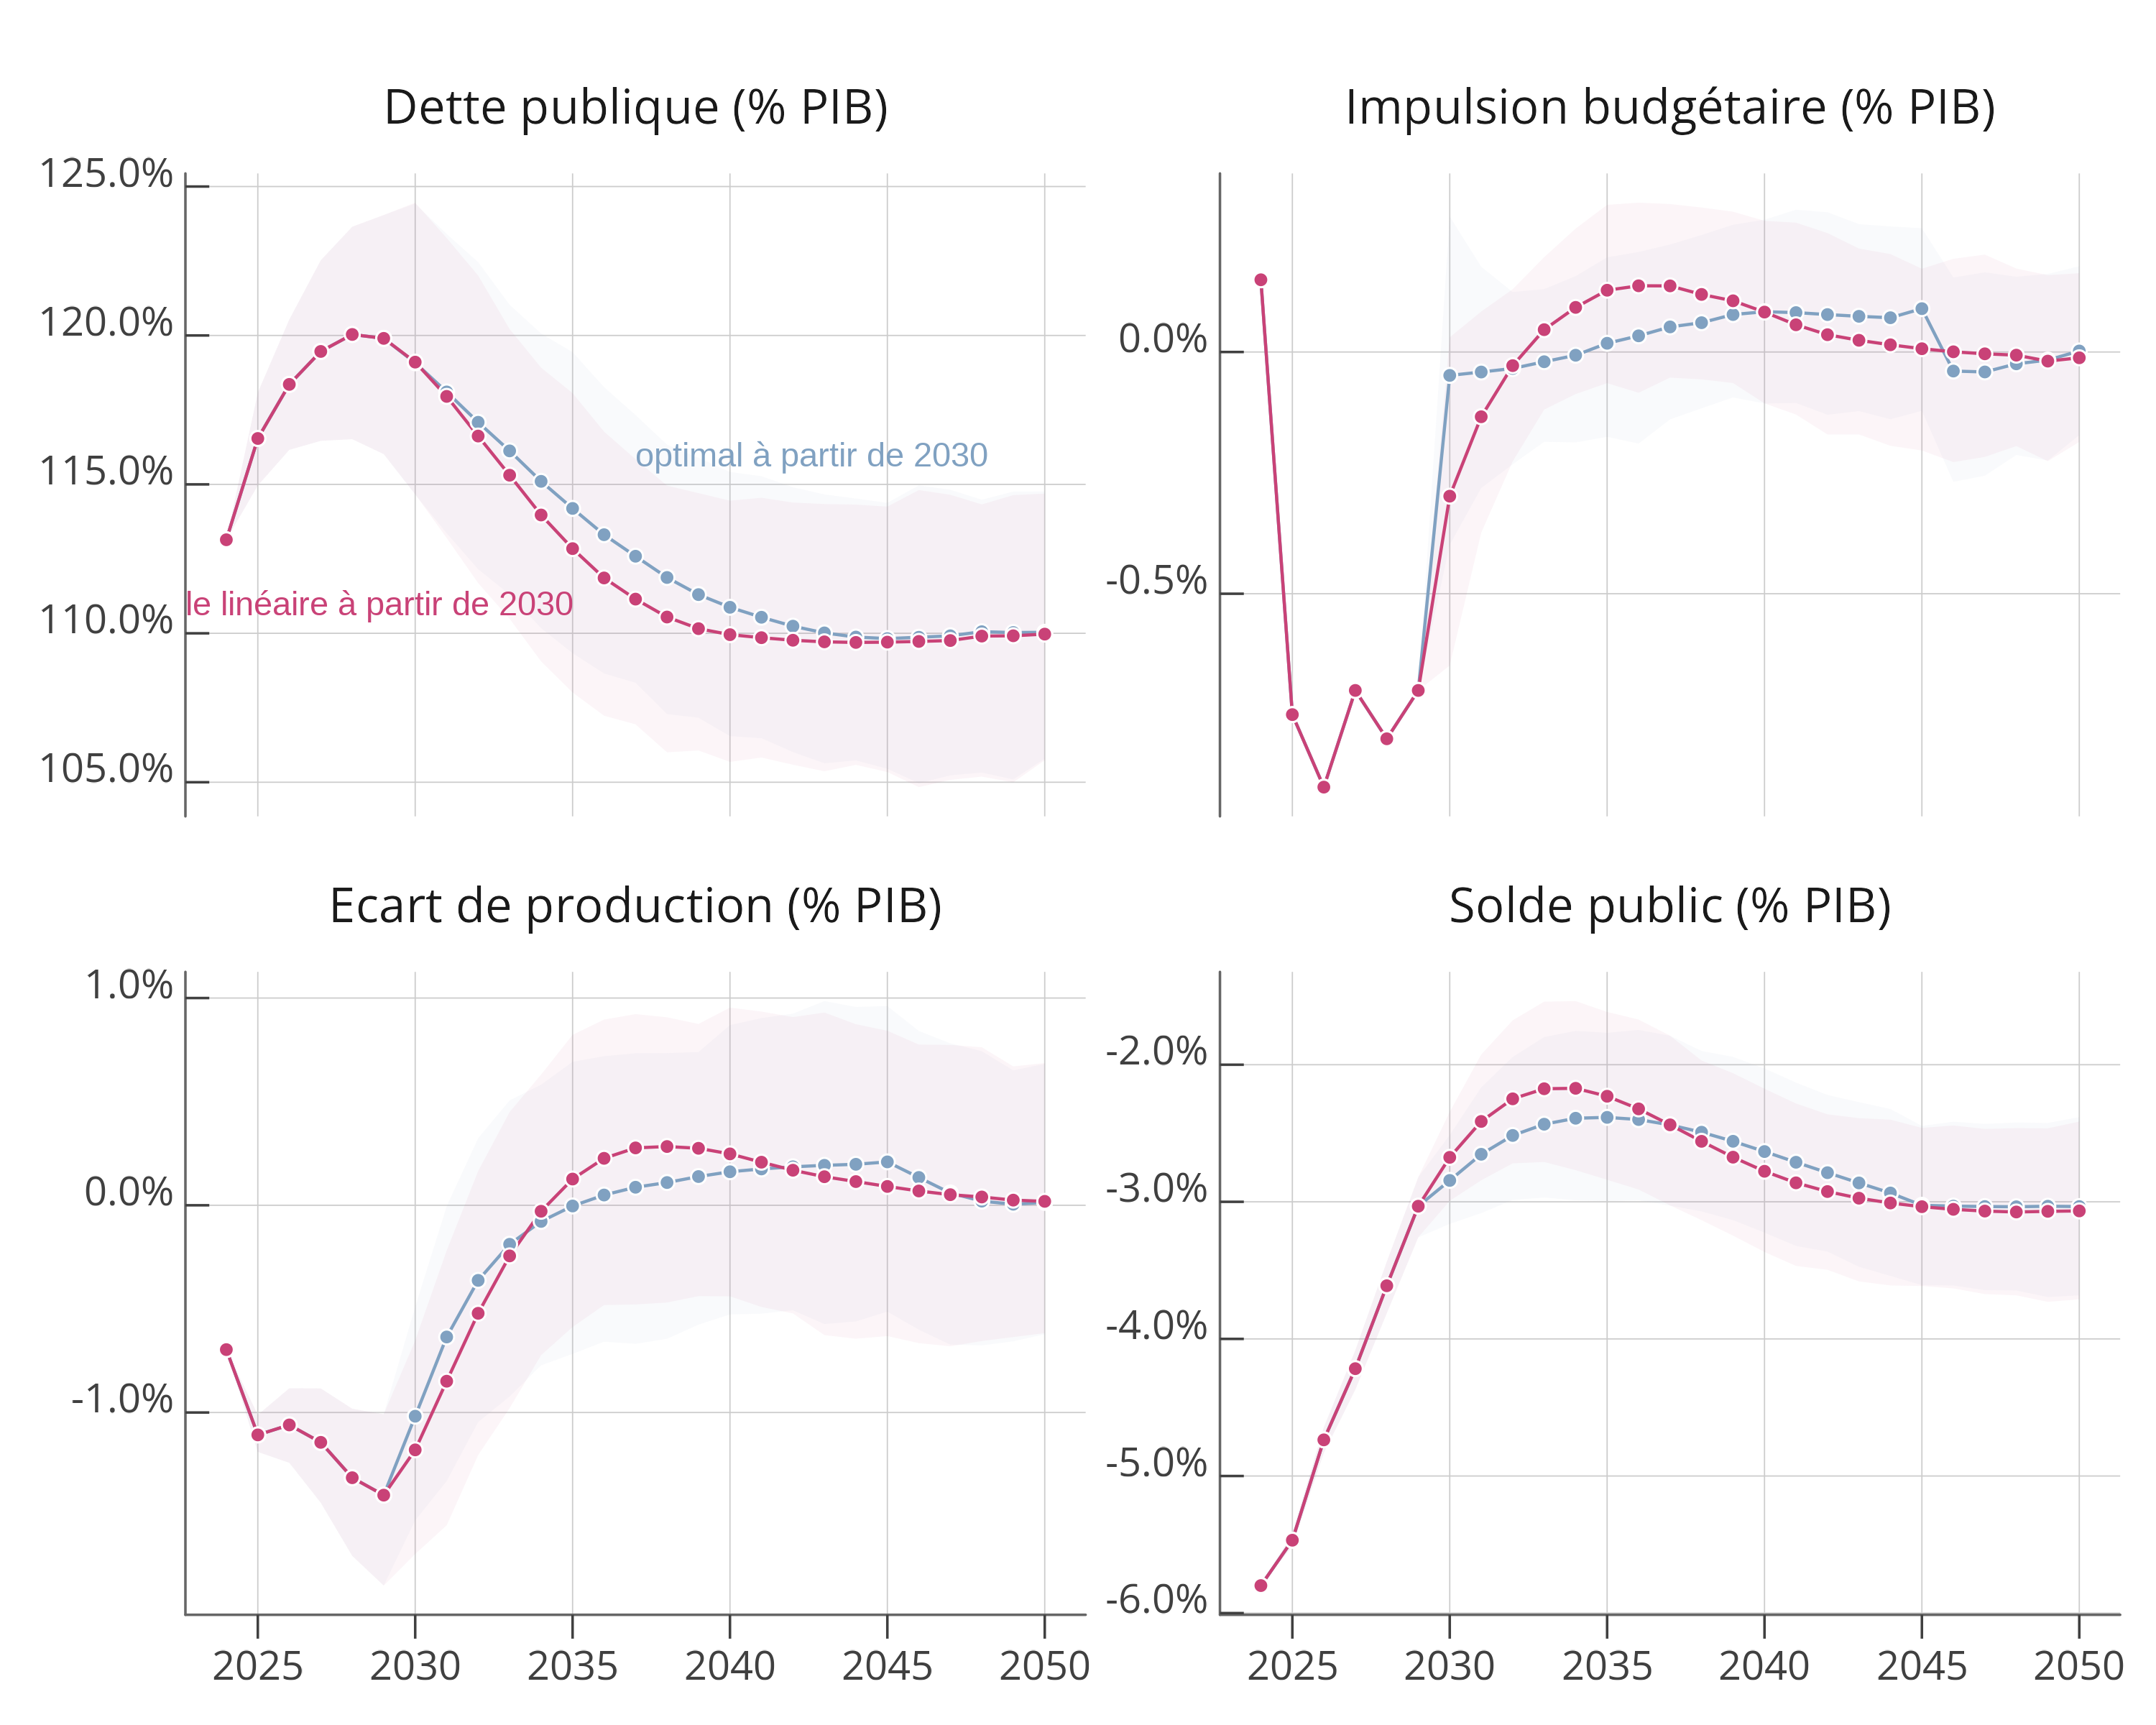 Dette publique (% PIB)
125.0%
120.0%
115.0%
110.0%
105.0%
optimal à partir de 2030
le linéaire à partir de 2030
Impulsion budgétaire (% PIB)
0.0%
-0.5%
Ecart de production (% PIB)
1.0%
0.0%
-1.0%
2025 2030 2035 2040 2045 2050
Solde public (% PIB)
-2.0%
-3.0%
-4.0%
-5.0%
-6.0%
2025 2030 2035 2040 2045 2050